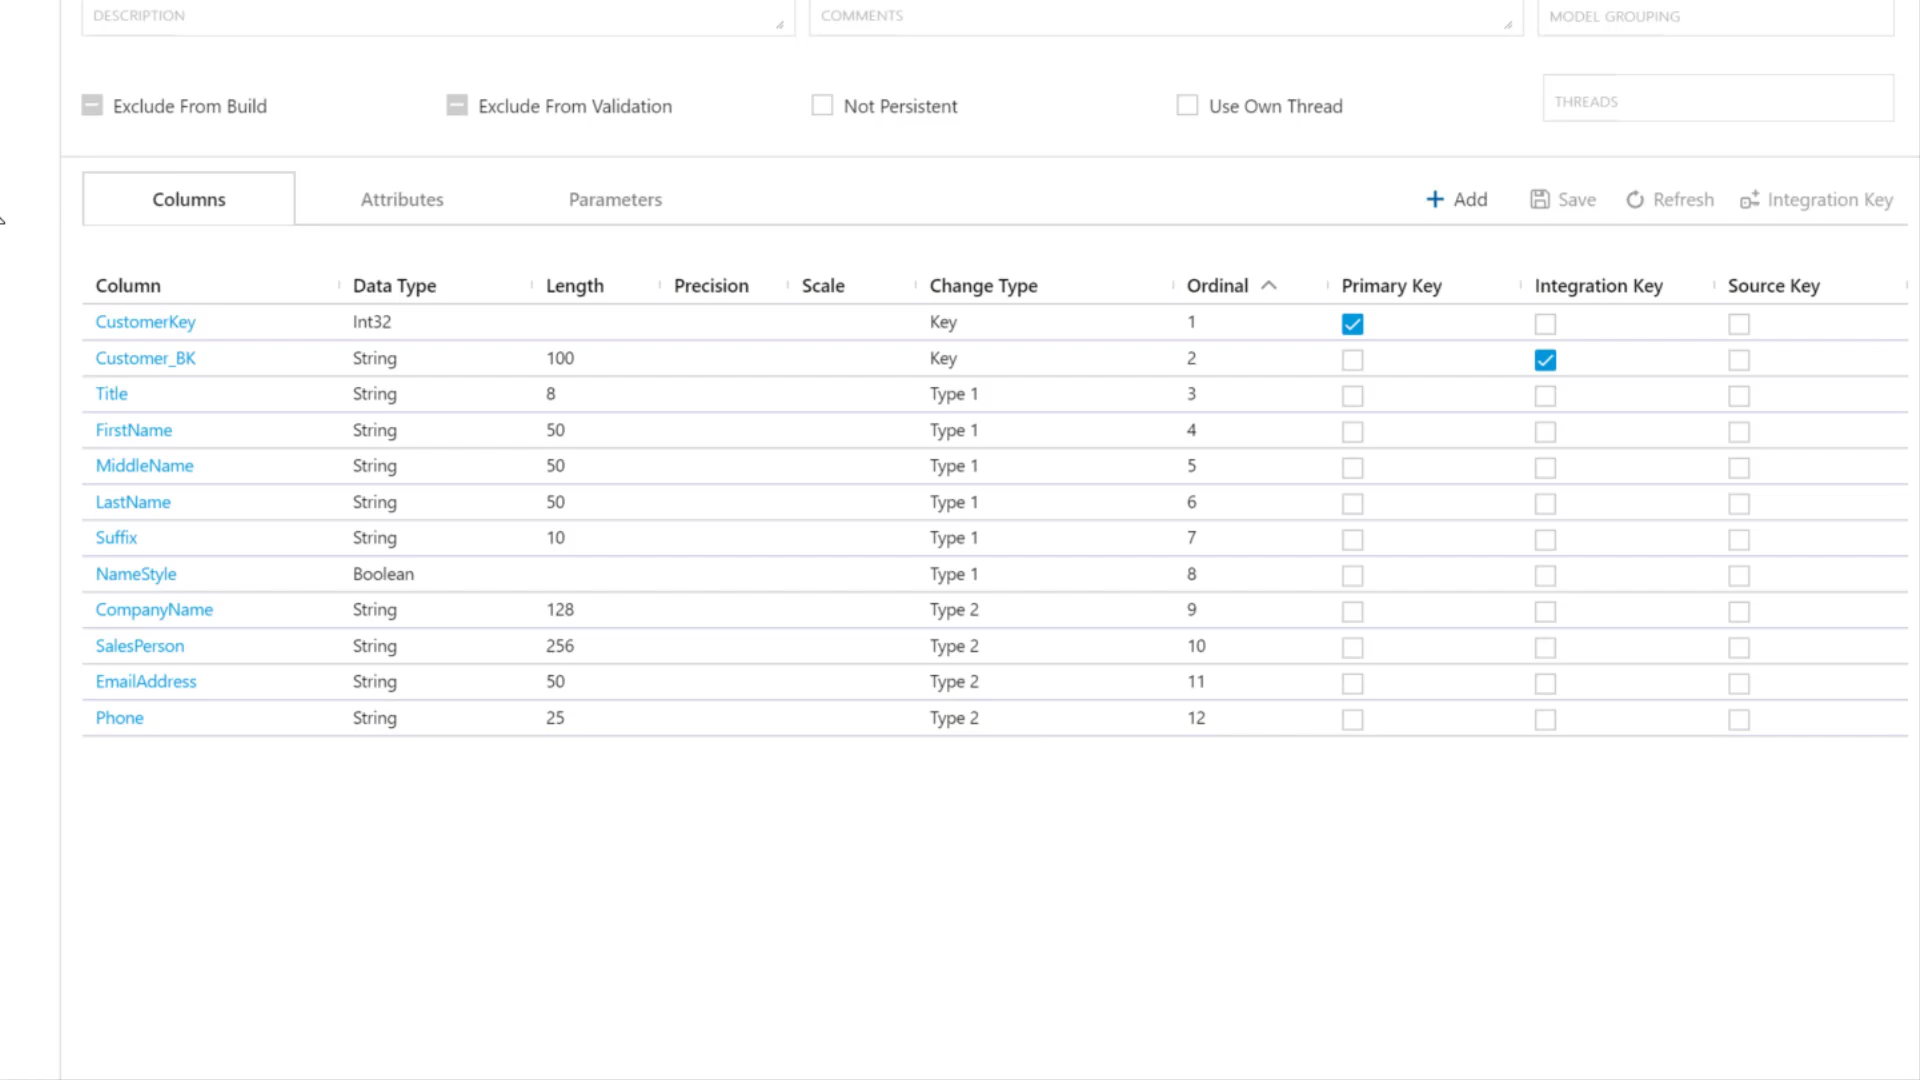 DESCRIPTION COMMENTS MODEL GROUPING
Exclude From Build Exclude From Validation Not Persistent Use Own Thread THREADS
Columns Attributes Parameters Add Save Refresh Integration Key
Column Data Type Length Precision Scale Change Type Ordinal Primary Key Integration Key Source Key
CustomerKey Int32 Key 1
Customer_BK String 100 Key 2
Title String 8 Type 1 3
FirstName String 50 Type 1 4
MiddleName String 50 Type 1 5
LastName String 50 Type 1 6
Suffix String 10 Type 1 7
NameStyle Boolean Type 1 8
CompanyName String 128 Type 2 9
SalesPerson String 256 Type 2 10
EmailAddress String 50 Type 2 11
Phone String 25 Type 2 12